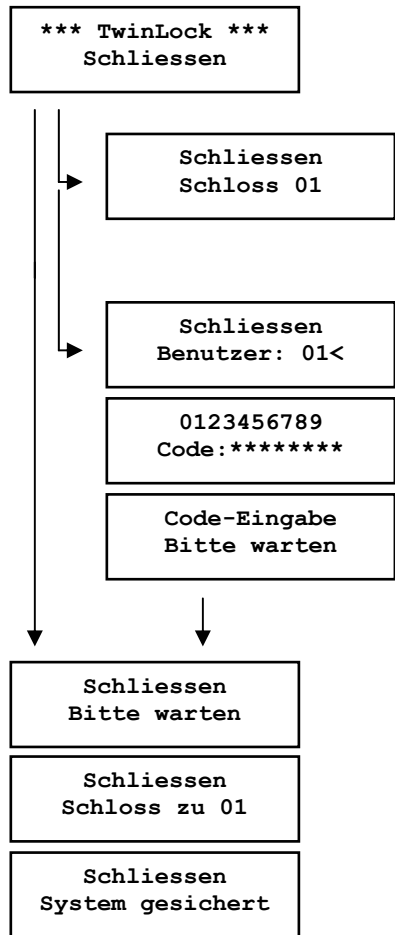 *** TwinLock ***
Schliessen
Schliessen
Schloss 01
Schliessen
Benutzer: 01<
0123456789
Code:********
Code-Eingabe
Bitte warten
Schliessen
Bitte warten
Schliessen
Schloss zu 01
Schliessen
System gesichert